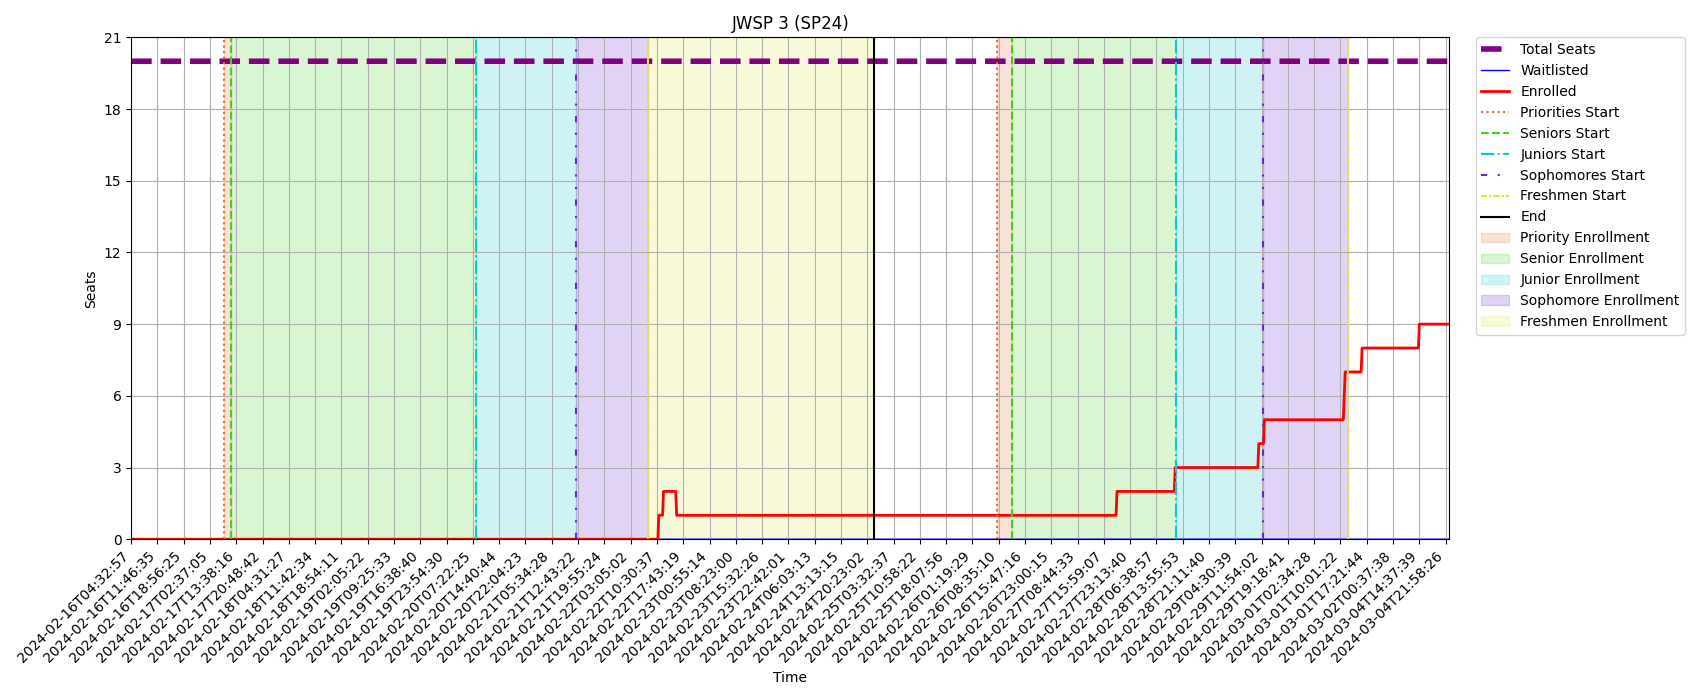 JWSP 3 (SP24)
Total Seats
Waitlisted
Enrolled
Priorities Start
Seniors Start
Juniors Start
Sophomores Start
Freshmen Start
End
Priority Enrollment
Senior Enrollment
Junior Enrollment
Sophomore Enrollment
Freshmen Enrollment
Seats
21
18
15
12
9
6
3
0
2024-02-16T04:32:57
2024-02-16T11:46:35
2024-02-16T18:56:25
2024-02-17T02:37:05
2024-02-17T13:38:16
2024-02-17T20:48:42
2024-02-18T04:31:27
2024-02-18T11:42:34
2024-02-18T18:54:11
2024-02-19T02:05:22
2024-02-19T09:25:33
2024-02-19T16:38:40
2024-02-19T23:54:30
2024-02-20T07:22:25
2024-02-20T14:40:44
2024-02-20T22:04:23
2024-02-21T05:34:28
2024-02-21T12:43:22
2024-02-21T19:55:24
2024-02-22T03:05:02
2024-02-22T10:30:37
2024-02-22T17:43:19
2024-02-23T00:55:14
2024-02-23T08:23:00
2024-02-23T15:32:26
2024-02-23T22:42:01
2024-02-24T06:03:13
2024-02-24T13:13:15
2024-02-24T20:23:02
2024-02-25T03:32:37
2024-02-25T10:58:22
2024-02-25T18:07:56
2024-02-26T01:19:29
2024-02-26T08:35:10
2024-02-26T15:47:16
2024-02-26T23:00:15
2024-02-27T08:44:33
2024-02-27T15:59:07
2024-02-27T23:13:40
2024-02-28T06:38:57
2024-02-28T13:55:53
2024-02-28T21:11:40
2024-02-29T04:30:39
2024-02-29T11:54:02
2024-02-29T19:18:41
2024-03-01T02:34:28
2024-03-01T10:01:22
2024-03-01T17:21:44
2024-03-02T00:37:38
2024-03-04T14:37:39
2024-03-04T21:58:26
Time